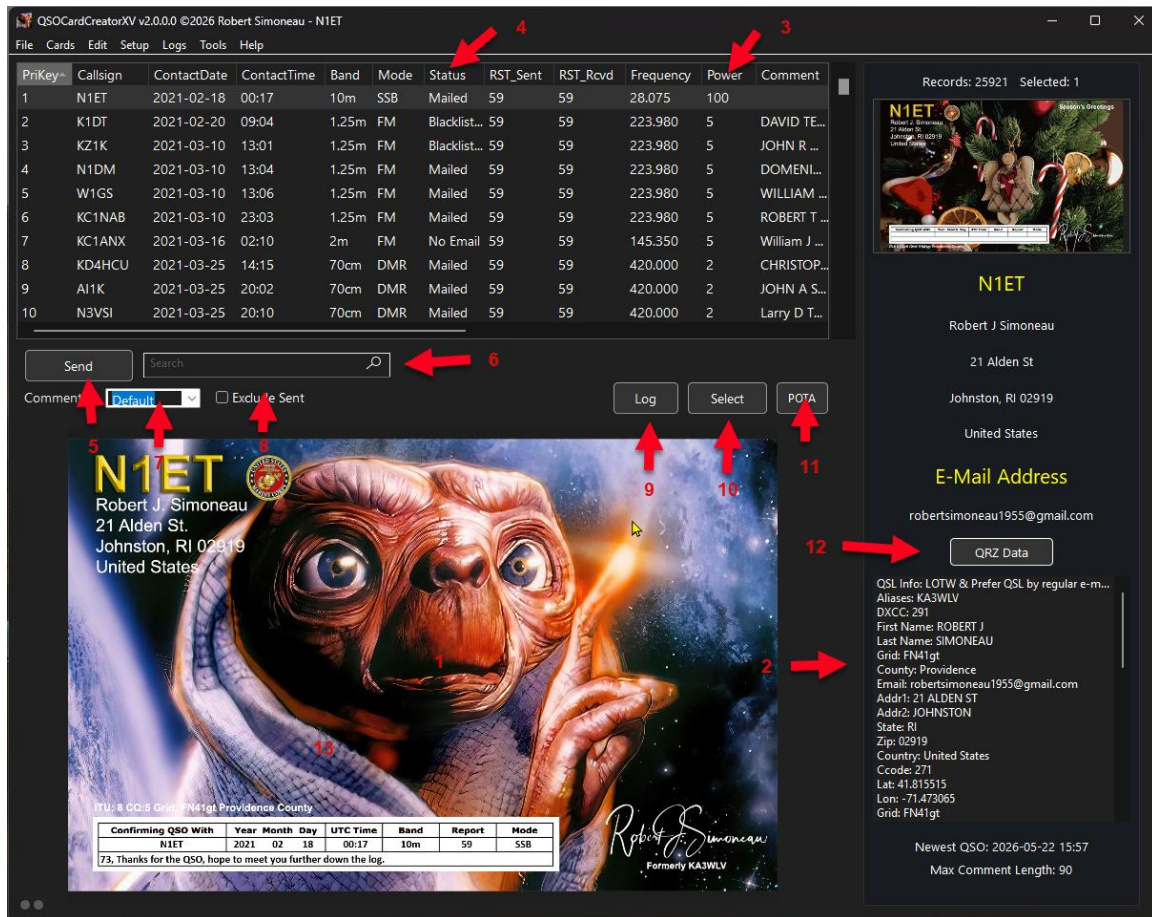 QSOCardCreatorXV v2.0.0.0 ©2026 Robert Simoneau - N1ET
File Cards Edit Setup Logs Tools Help
4
3
PriKey Callsign ContactDate ContactTime Band Mode Status RST_Sent RST_Rcvd Frequency Power Comment
1 N1ET 2021-02-18 00:17 10m SSB Mailed 59 59 28.075 100
2 K1DT 2021-02-20 09:04 1.25m FM Blacklist... 59 59 223.980 5 DAVID TE...
3 KZ1K 2021-03-10 13:01 1.25m FM Blacklist... 59 59 223.980 5 JOHN R ...
4 N1DM 2021-03-10 13:04 1.25m FM Mailed 59 59 223.980 5 DOMENI...
5 W1GS 2021-03-10 13:06 1.25m FM Mailed 59 59 223.980 5 WILLIAM ...
6 KC1NAB 2021-03-10 23:03 1.25m FM Mailed 59 59 223.980 5 ROBERT T ...
7 KC1ANX 2021-03-16 02:10 2m FM No Email 59 59 145.350 5 William J ...
8 KD4HCU 2021-03-25 14:15 70cm DMR Mailed 59 59 420.000 2 CHRISTOP...
9 AI1K 2021-03-25 20:02 70cm DMR Mailed 59 59 420.000 2 JOHN A S...
10 N3VSI 2021-03-25 20:10 70cm DMR Mailed 59 59 420.000 2 Larry D T...
Send Search 6
Comment Default Exclude Sent Log Select POTA
5 7 8 9 10 11
N1ET
Robert J. Simoneau
21 Alden St.
Johnston, RI 02919
United States
1
13
ITU: 8 CQ:5 Grid: FN41gt Providence County
Confirming QSO With Year Month Day UTC Time Band Report Mode
N1ET 2021 02 18 00:17 10m 59 SSB
73, Thanks for the QSO, hope to meet you further down the log.
Robert J. Simoneau
Formerly KA3WLV
Records: 25921 Selected: 1
N1ET
Season's Greetings
Robert J. Simoneau
21 Alden St.
Johnston, RI 02919
United States
N1ET
Robert J Simoneau
21 Alden St
Johnston, RI 02919
United States
E-Mail Address
robertsimoneau1955@gmail.com
12
QRZ Data
2
QSL Info: LOTW & Prefer QSL by regular e-m...
Aliases: KA3WLV
DXCC: 291
First Name: ROBERT J
Last Name: SIMONEAU
Grid: FN41gt
County: Providence
Email: robertsimoneau1955@gmail.com
Addr1: 21 ALDEN ST
Addr2: JOHNSTON
State: RI
Zip: 02919
Country: United States
Ccode: 271
Lat: 41.815515
Lon: -71.473065
Grid: FN41gt
Newest QSO: 2026-05-22 15:57
Max Comment Length: 90